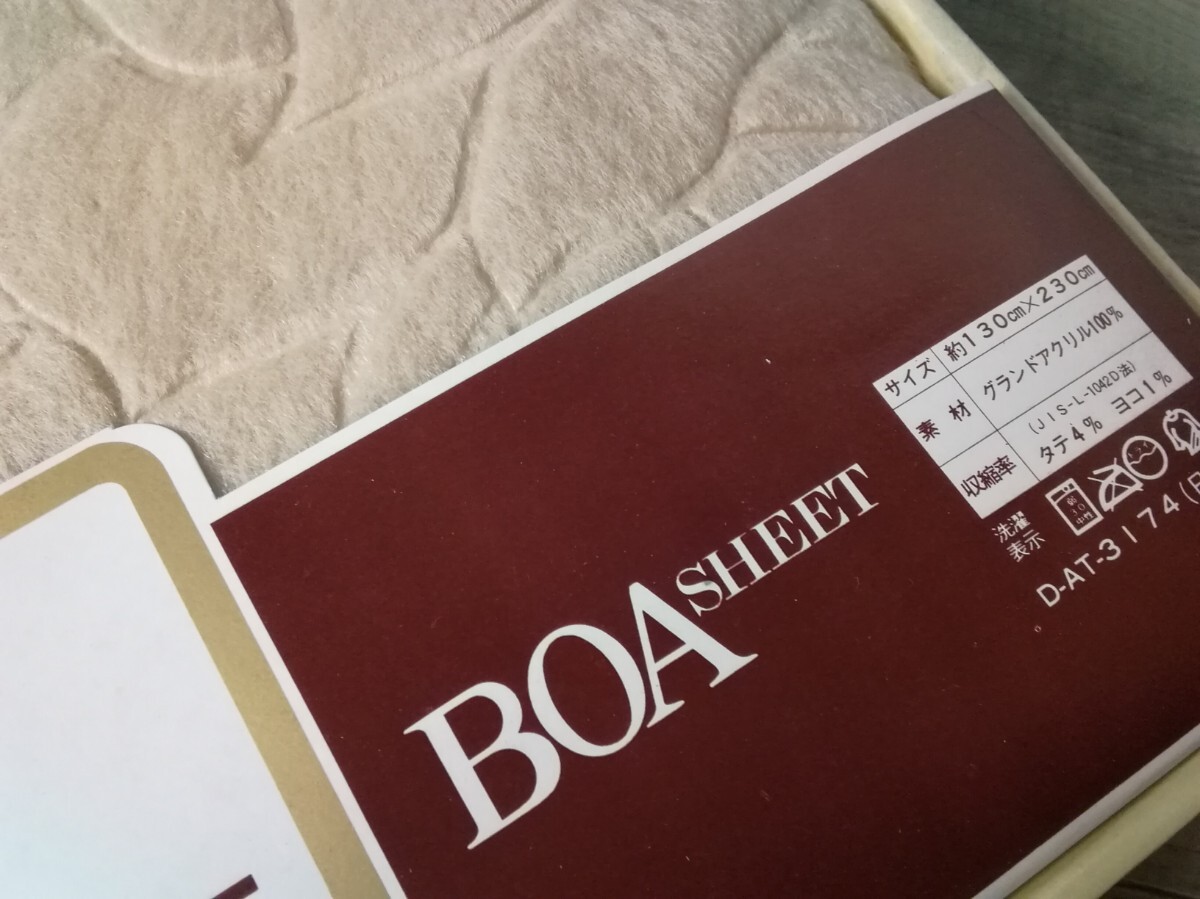 BOA SHEET
サイズ 約130cm×230cm
素材 グランドアクリル100%
(JIS-L-1042D法)
収縮率 タテ4% ヨコ1%
洗濯
表示
D-AT-3174(